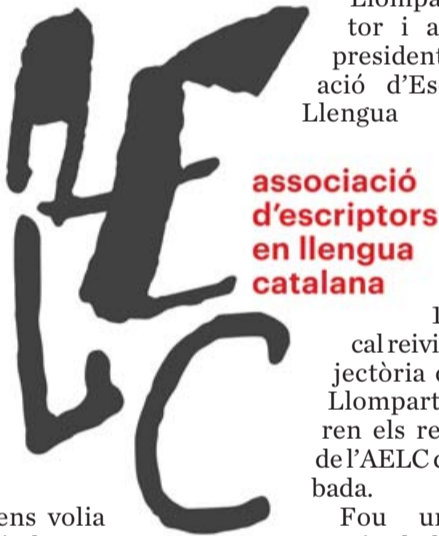 AELC
associació
d'escriptors
en llengua
catalana
tor i a
president
ació d'Es
Llengua
cal reivi
jectòria
Llompart
ren els re
de l'AELC
bada.
ens volia
Fou un